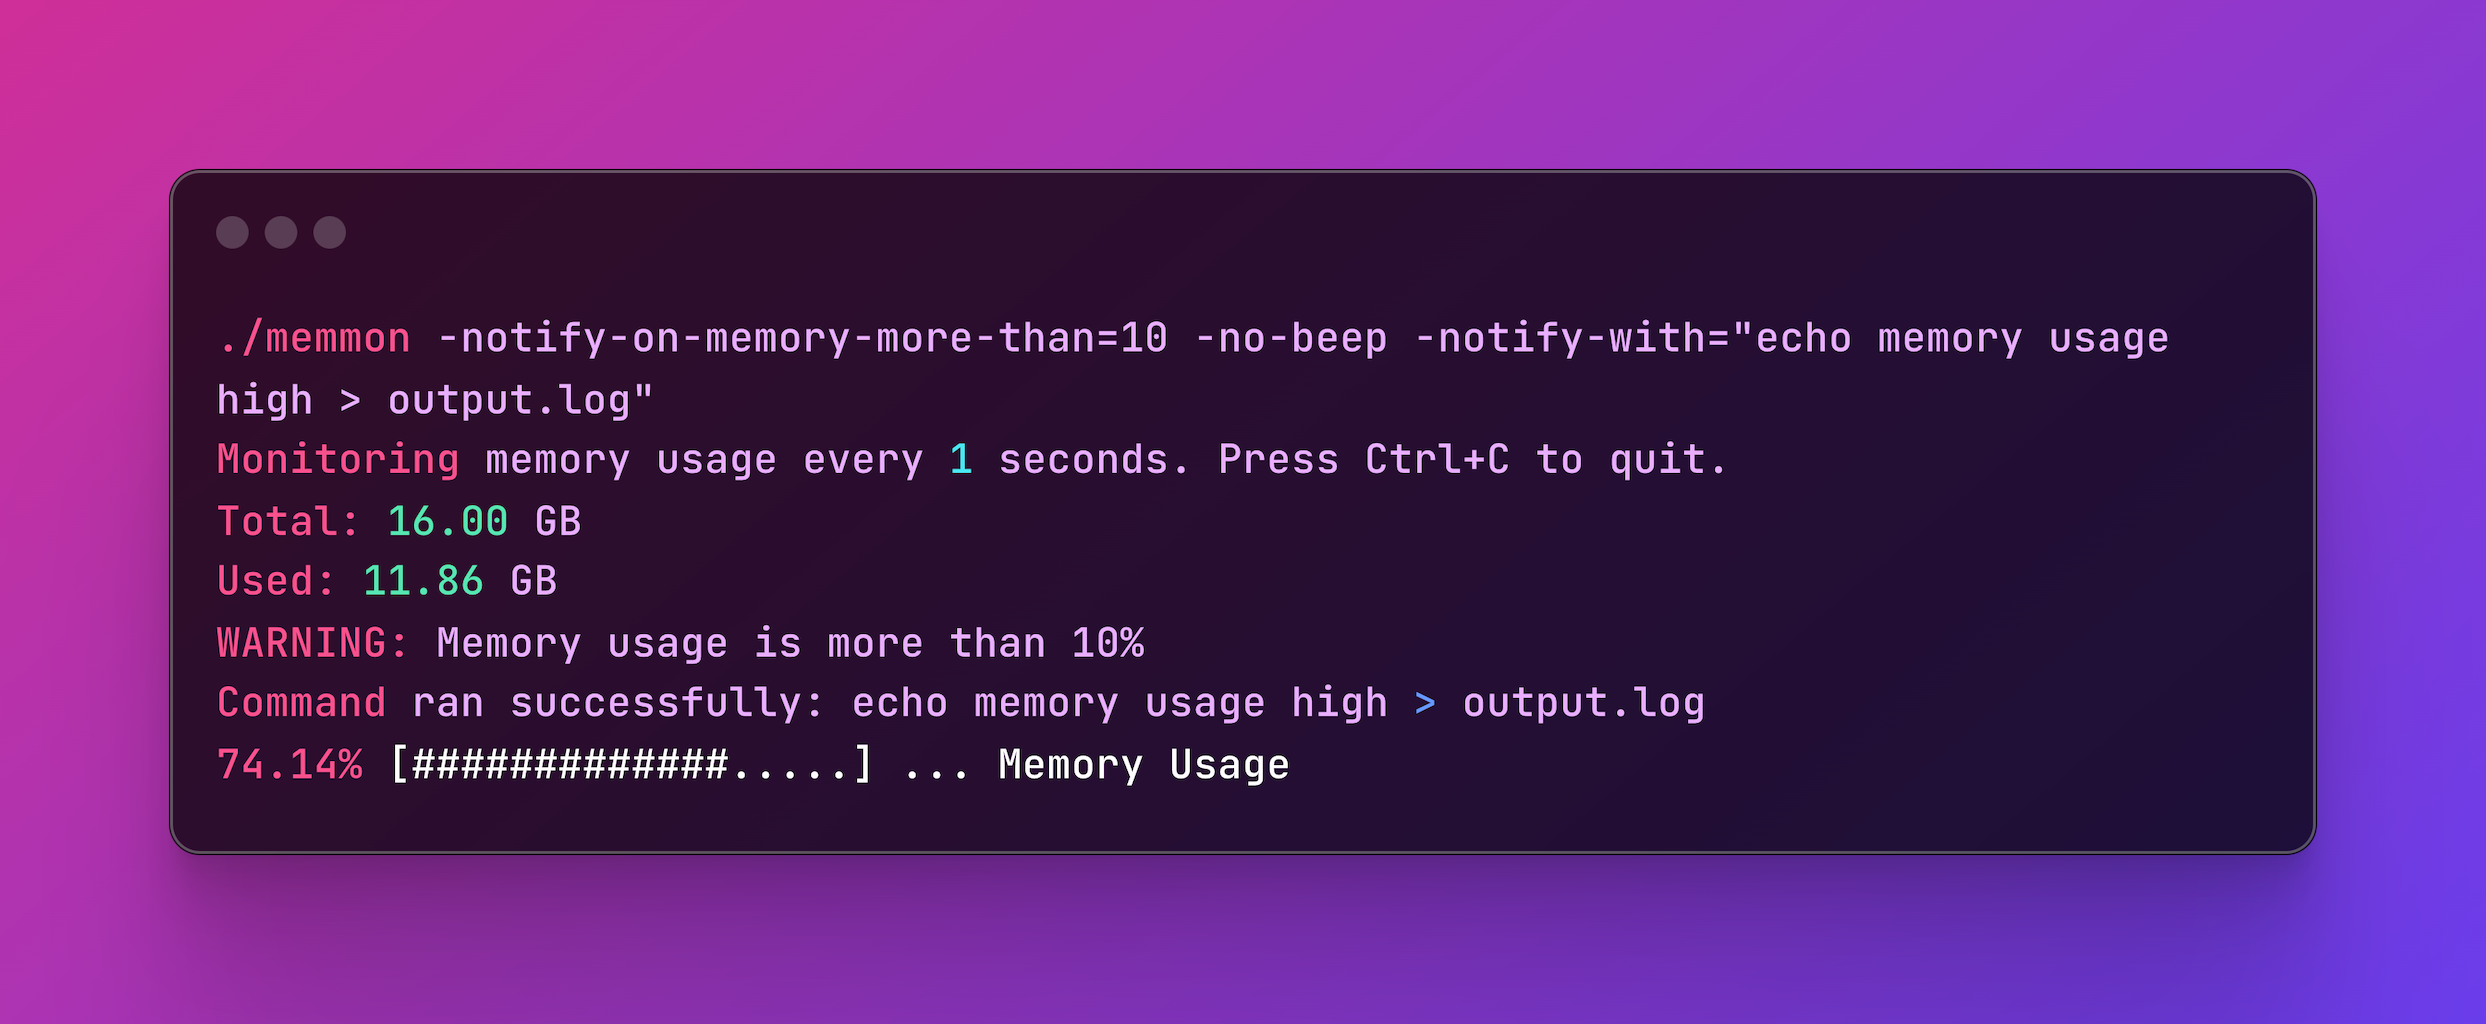 ./memmon -notify-on-memory-more-than=10 -no-beep -notify-with="echo memory usage
high > output.log"
Monitoring memory usage every 1 seconds. Press Ctrl+C to quit.
Total: 16.00 GB
Used: 11.86 GB
WARNING: Memory usage is more than 10%
Command ran successfully: echo memory usage high > output.log
74.14% [#############.....] ... Memory Usage